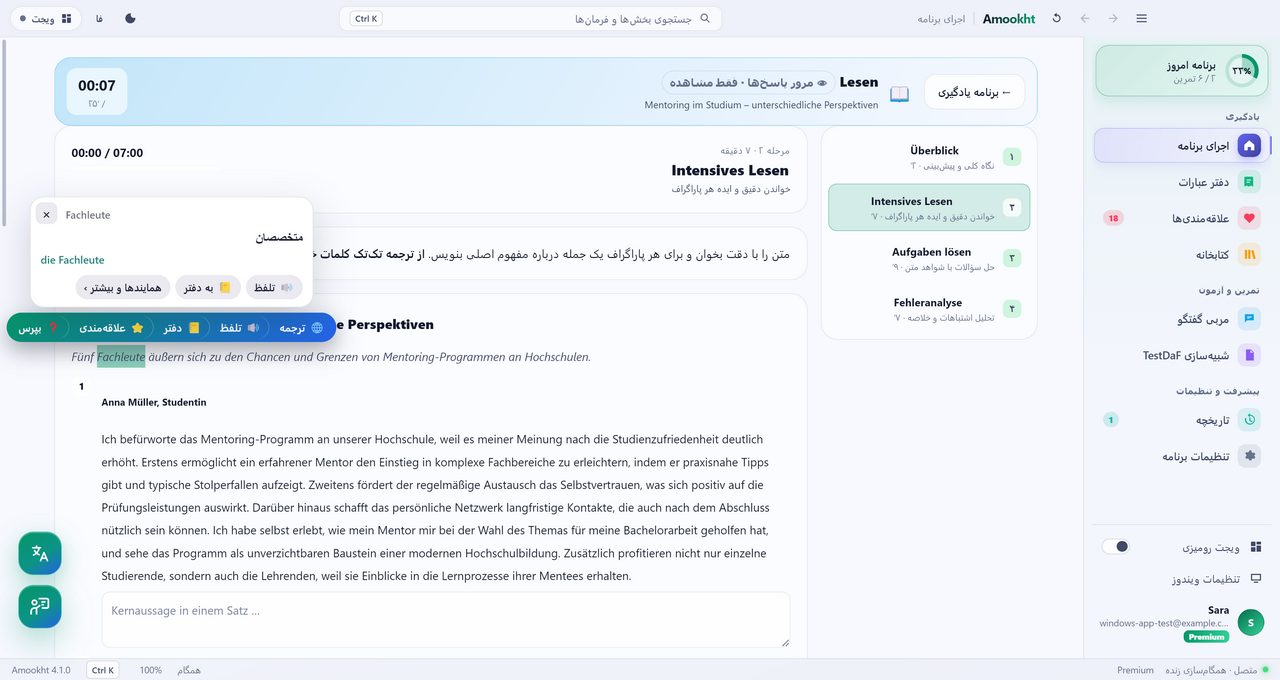 Amookht
اجرای برنامه
جستجوی بخش‌ها و فرمان‌ها
Ctrl K
فا
ویجت
برنامه امروز
۲ / ۶ تمرین
۳۳%
یادگیری
اجرای برنامه
دفتر عبارات
علاقه‌مندی‌ها
18
کتابخانه
تمرین و آزمون
مربی گفتگو
شبیه‌سازی TestDaF
پیشرفت و تنظیمات
تاریخچه
1
تنظیمات برنامه
ویجت رومیزی
تنظیمات ویندوز
Sara
windows-app-test@example.c...
Premium
S
← برنامه یادگیری
Lesen
مرور پاسخ‌ها · فقط مشاهده
Mentoring im Studium – unterschiedliche Perspektiven
00:07
/ ۲۵′
۱
Überblick
نگاه کلی و پیش‌بینی · ۲′
۲
Intensives Lesen
خواندن دقیق و ایده هر پاراگراف · ۷′
۳
Aufgaben lösen
حل سؤالات با شواهد متن · ۹′
۴
Fehleranalyse
تحلیل اشتباهات و خلاصه · ۷′
مرحله ۲ · ۷ دقیقه
Intensives Lesen
خواندن دقیق و ایده هر پاراگراف
00:00 / 07:00
متن را با دقت بخوان و برای هر پاراگراف یک جمله درباره مفهوم اصلی بنویس. از ترجمه تک‌تک کلمات
Fachleute
×
متخصصان
die Fachleute
تلفظ
به دفتر
همایندها و بیشتر ›
ترجمه
تلفظ
دفتر
علاقه‌مندی
بپرس
e Perspektiven
Fünf Fachleute äußern sich zu den Chancen und Grenzen von Mentoring-Programmen an Hochschulen.
1
Anna Müller, Studentin
Ich befürworte das Mentoring-Programm an unserer Hochschule, weil es meiner Meinung nach die Studienzufriedenheit deutlich
erhöht. Erstens ermöglicht ein erfahrener Mentor den Einstieg in komplexe Fachbereiche zu erleichtern, indem er praxisnahe Tipps
gibt und typische Stolperfallen aufzeigt. Zweitens fördert der regelmäßige Austausch das Selbstvertrauen, was sich positiv auf die
Prüfungsleistungen auswirkt. Darüber hinaus schafft das persönliche Netzwerk langfristige Kontakte, die auch nach dem Abschluss
nützlich sein können. Ich habe selbst erlebt, wie mein Mentor mir bei der Wahl des Themas für meine Bachelorarbeit geholfen hat,
und sehe das Programm als unverzichtbaren Baustein einer modernen Hochschulbildung. Zusätzlich profitieren nicht nur einzelne
Studierende, sondern auch die Lehrenden, weil sie Einblicke in die Lernprozesse ihrer Mentees erhalten.
Kernaussage in einem Satz ...
Amookht 4.1.0
Ctrl K
100%
همگام
Premium
متصل · همگام‌سازی زنده